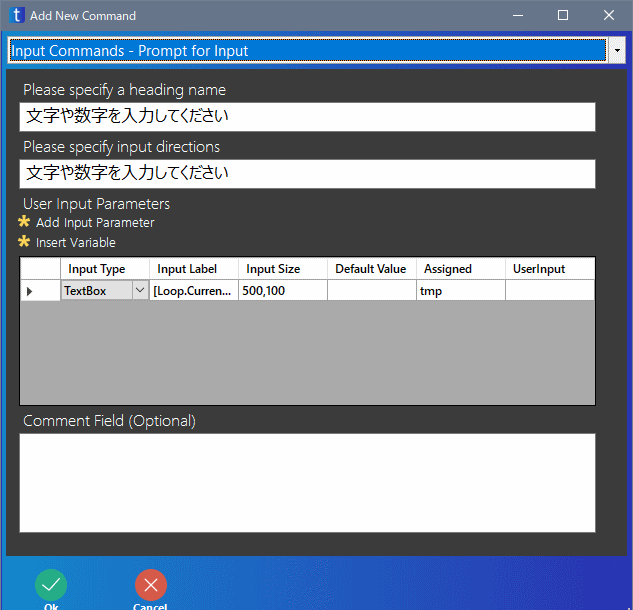 Add New Command
Input Commands - Prompt for Input
Please specify a heading name
文字や数字を入力してください
Please specify input directions
文字や数字を入力してください
User Input Parameters
Add Input Parameter
Insert Variable
Input Type Input Label Input Size Default Value Assigned UserInput
TextBox [Loop.Curren... 500,100 tmp
Comment Field (Optional)
Ok Cancel